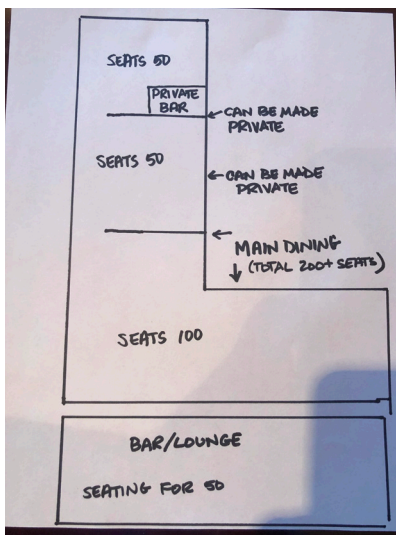 SEATS 50
PRIVATE
BAR
CAN BE MADE
PRIVATE
SEATS 50
CAN BE MADE
PRIVATE
MAIN DINING
(TOTAL 200+ SEATS)
SEATS 100
BAR/LOUNGE
SEATING FOR 50